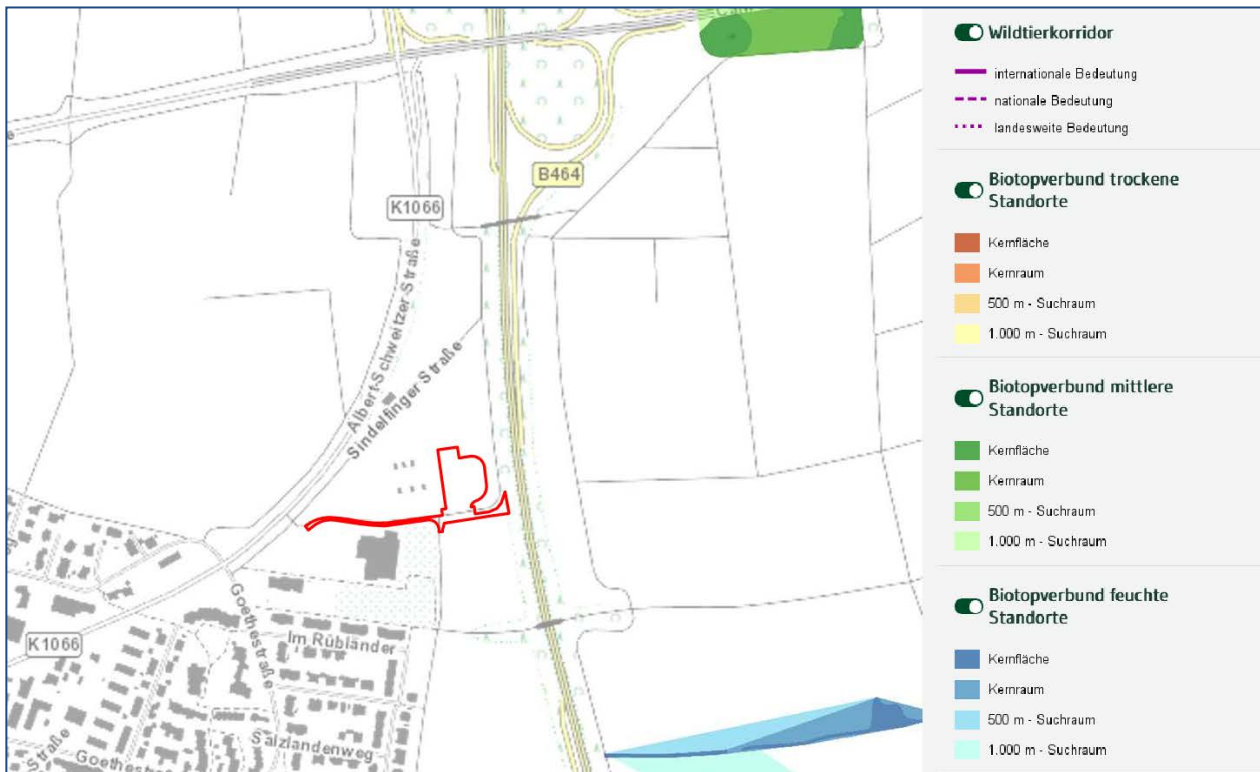 B464
K1066
Albert-Schweitzer-Straße
Sindelfinger Straße
K1066
Goethestraße
Im Rübländer
Salzlandenweg
Goethestraße
Straße
Wildtierkorridor
internationale Bedeutung
nationale Bedeutung
landesweite Bedeutung
Biotopverbund trockene
Standorte
Kernfläche
Kernraum
500 m - Suchraum
1.000 m - Suchraum
Biotopverbund mittlere
Standorte
Kernfläche
Kernraum
500 m - Suchraum
1.000 m - Suchraum
Biotopverbund feuchte
Standorte
Kernfläche
Kernraum
500 m - Suchraum
1.000 m - Suchraum